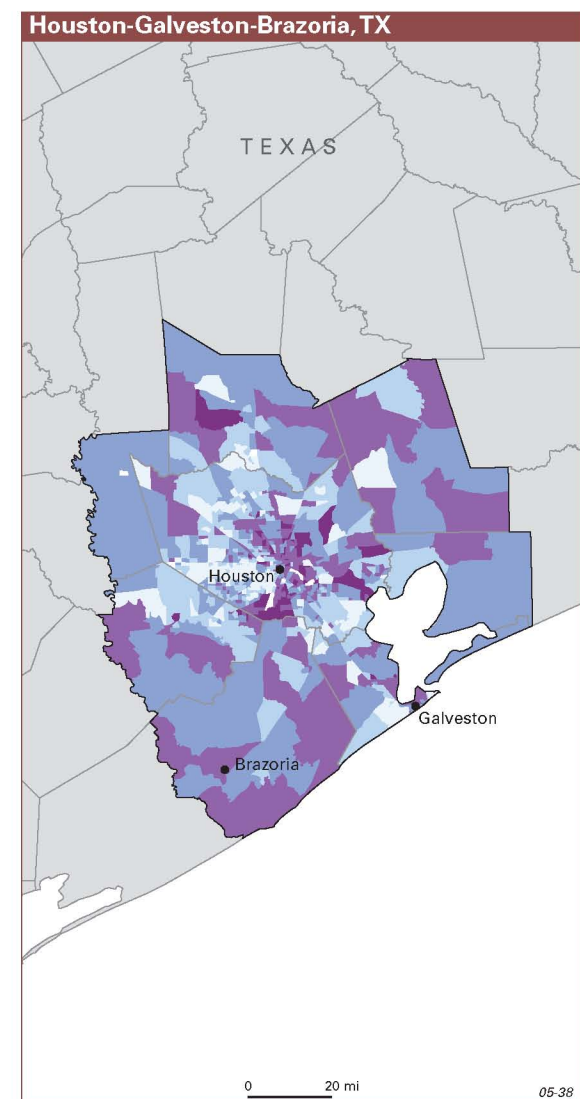 Houston-Galveston-Brazoria, TX
TEXAS
Houston
Galveston
Brazoria
0 20 mi
05-38